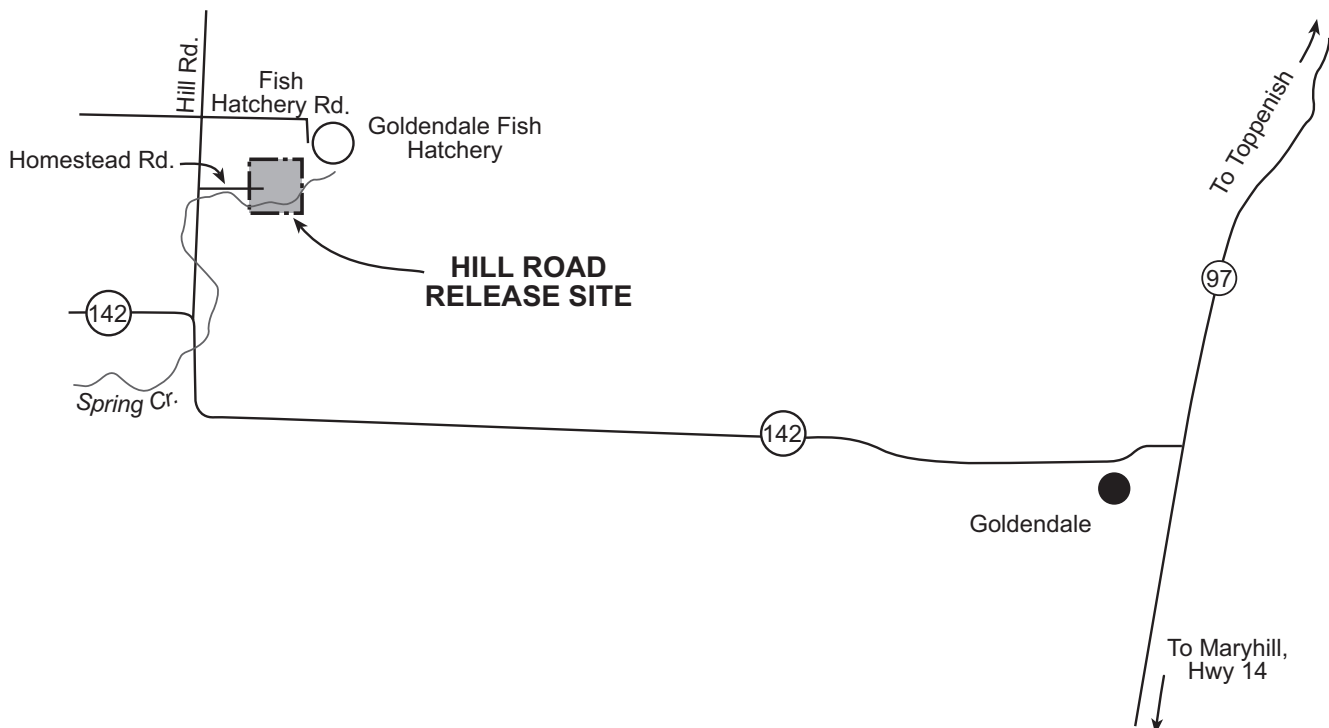 Hill Rd.
Fish
Hatchery Rd.
Goldendale Fish
Hatchery
Homestead Rd.
To Toppenish
HILL ROAD
RELEASE SITE
97
142
Spring Cr.
142
Goldendale
To Maryhill,
Hwy 14